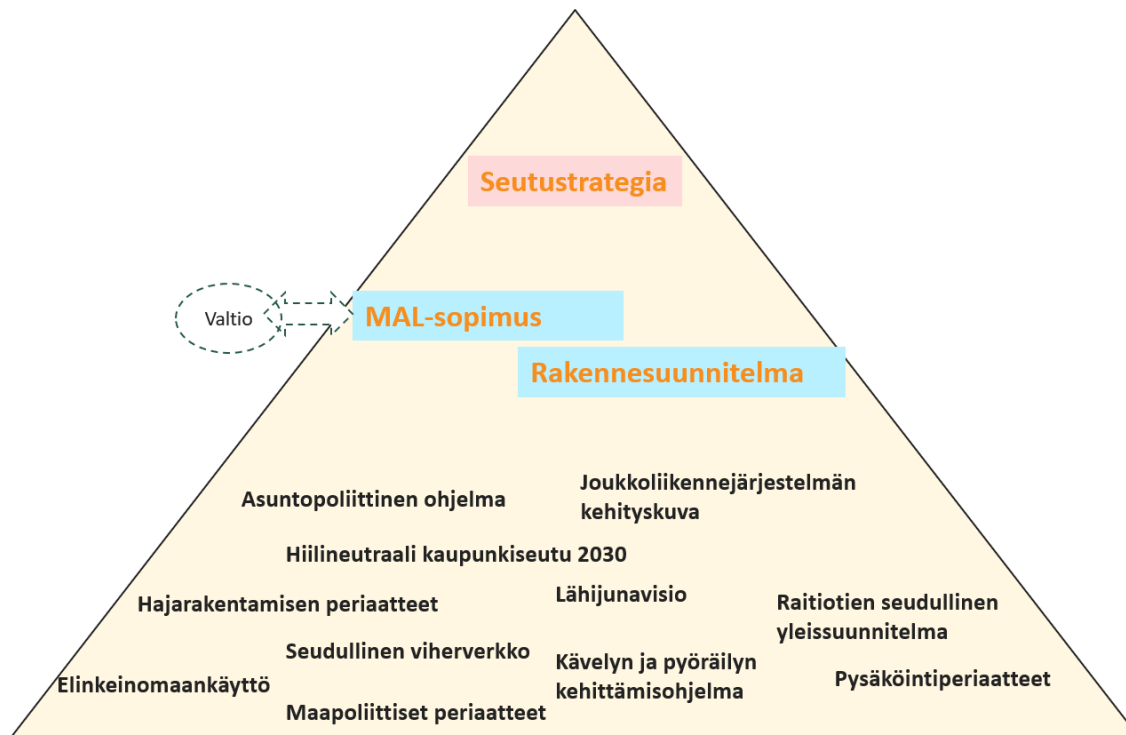 Seutustrategia
Valtio
MAL-sopimus
Rakennesuunnitelma
Asuntopoliittinen ohjelma
Joukkoliikennejärjestelmän
kehityskuva
Hiilineutraali kaupunkiseutu 2030
Hajarakentamisen periaatteet
Lähijunavisio
Raitiotien seudullinen
yleissuunnitelma
Seudullinen viherverkko
Kävelyn ja pyöräilyn
kehittämisohjelma
Elinkeinomaankäyttö
Pysäköintiperiaatteet
Maapoliittiset periaatteet